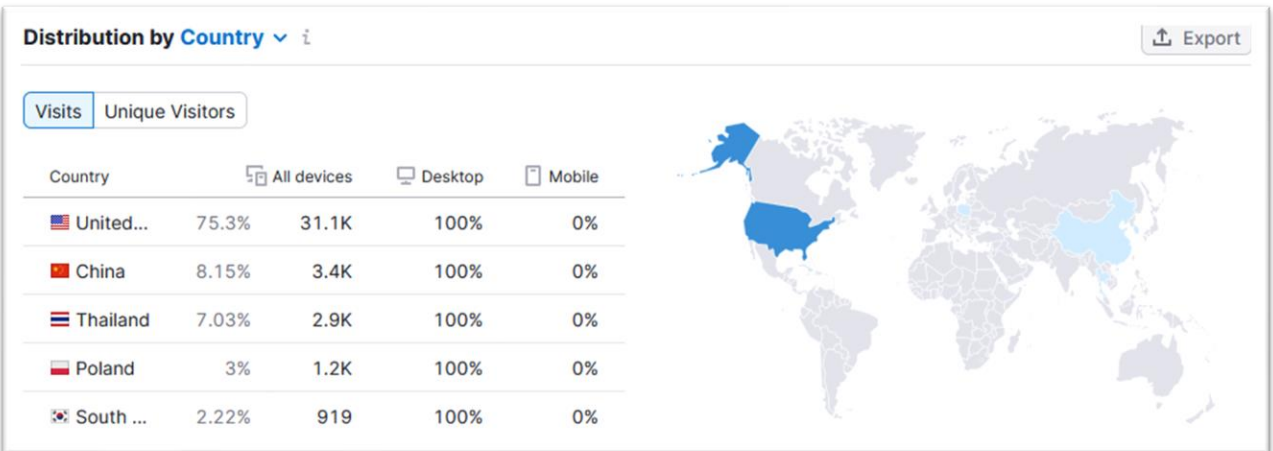 Distribution by Country i
Export
Visits Unique Visitors
Country All devices Desktop Mobile
United... 75.3% 31.1K 100% 0%
China 8.15% 3.4K 100% 0%
Thailand 7.03% 2.9K 100% 0%
Poland 3% 1.2K 100% 0%
South ... 2.22% 919 100% 0%